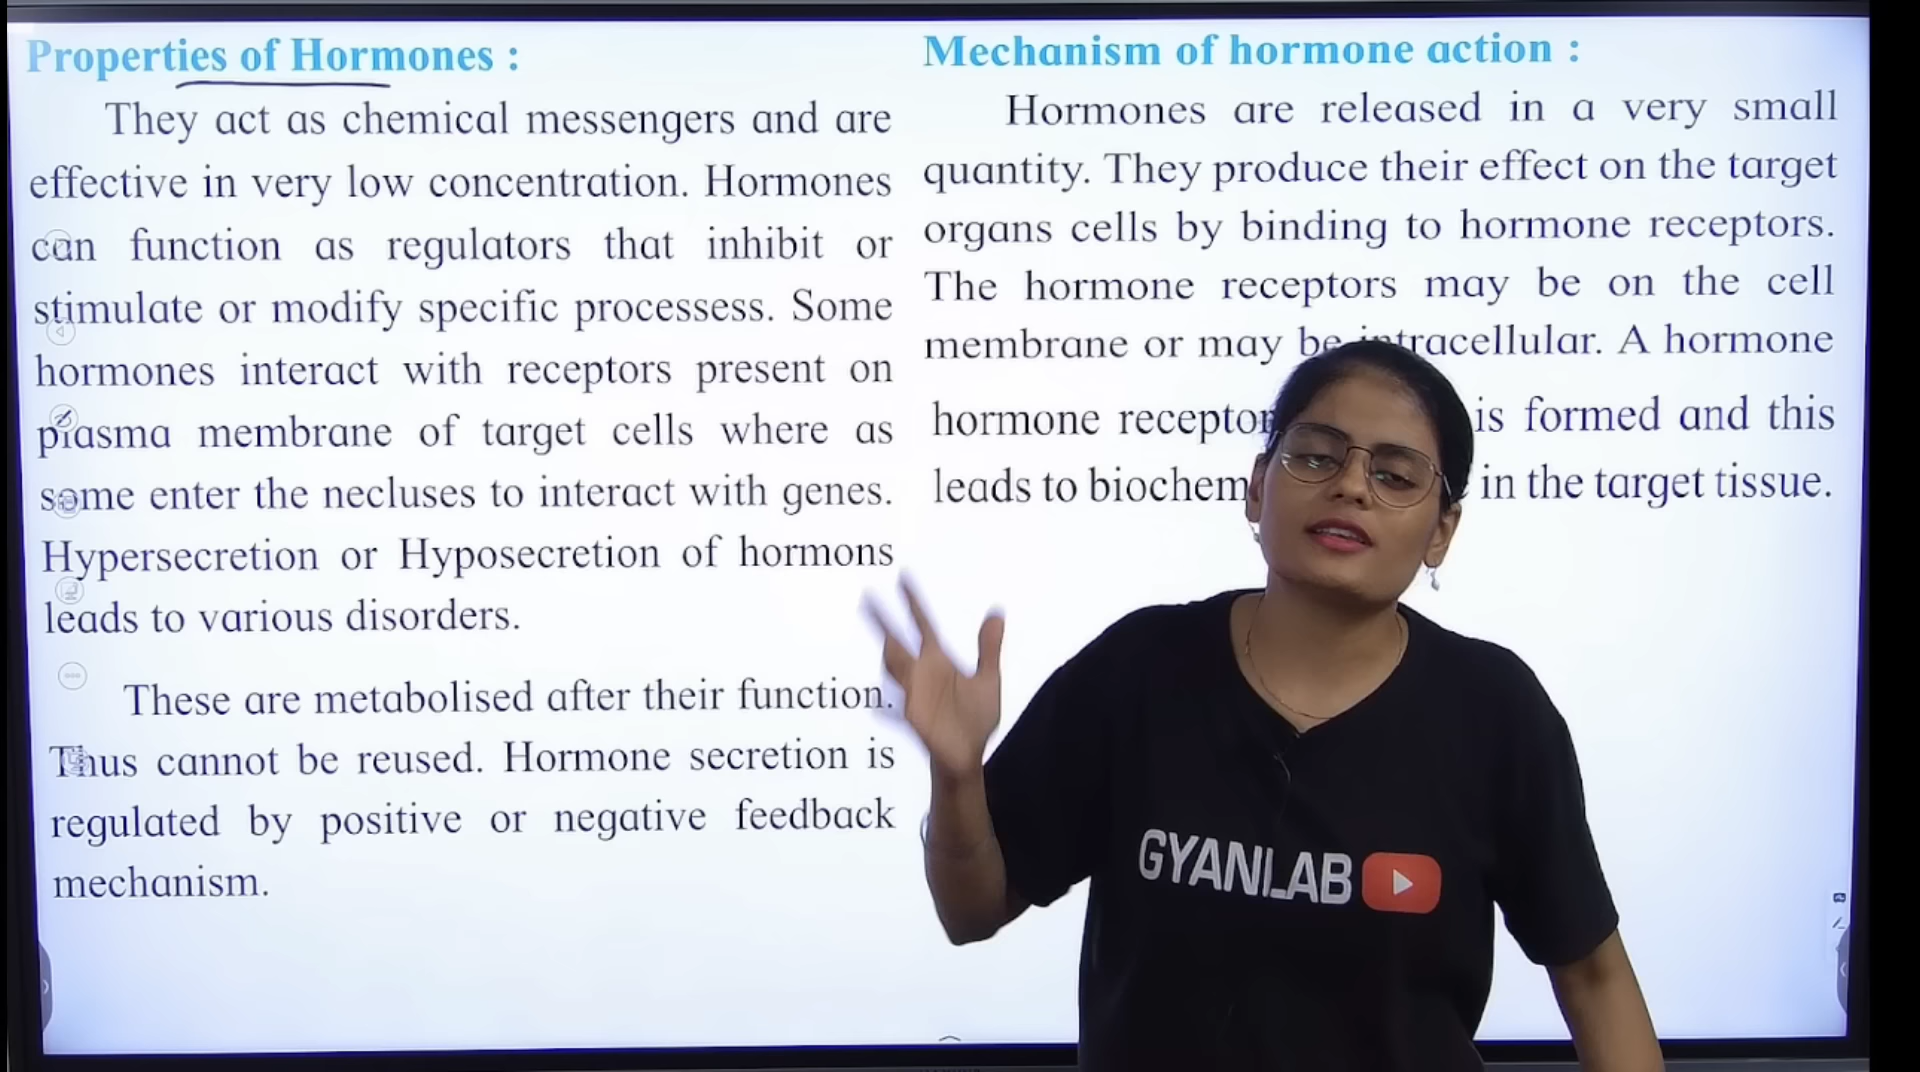 Properties of Hormones :
They act as chemical messengers and are
effective in very low concentration. Hormones
can function as regulators that inhibit or
stimulate or modify specific processess. Some
hormones interact with receptors present on
plasma membrane of target cells where as
some enter the necluses to interact with genes.
Hypersecretion or Hyposecretion of hormons
leads to various disorders.
These are metabolised after their function.
Thus cannot be reused. Hormone secretion is
regulated by positive or negative feedback
mechanism.
Mechanism of hormone action :
Hormones are released in a very small
quantity. They produce their effect on the target
organs cells by binding to hormone receptors.
The hormone receptors may be on the cell
membrane or may be intracellular. A hormone
hormone receptor is formed and this
leads to in the target tissue.
GYANLAB